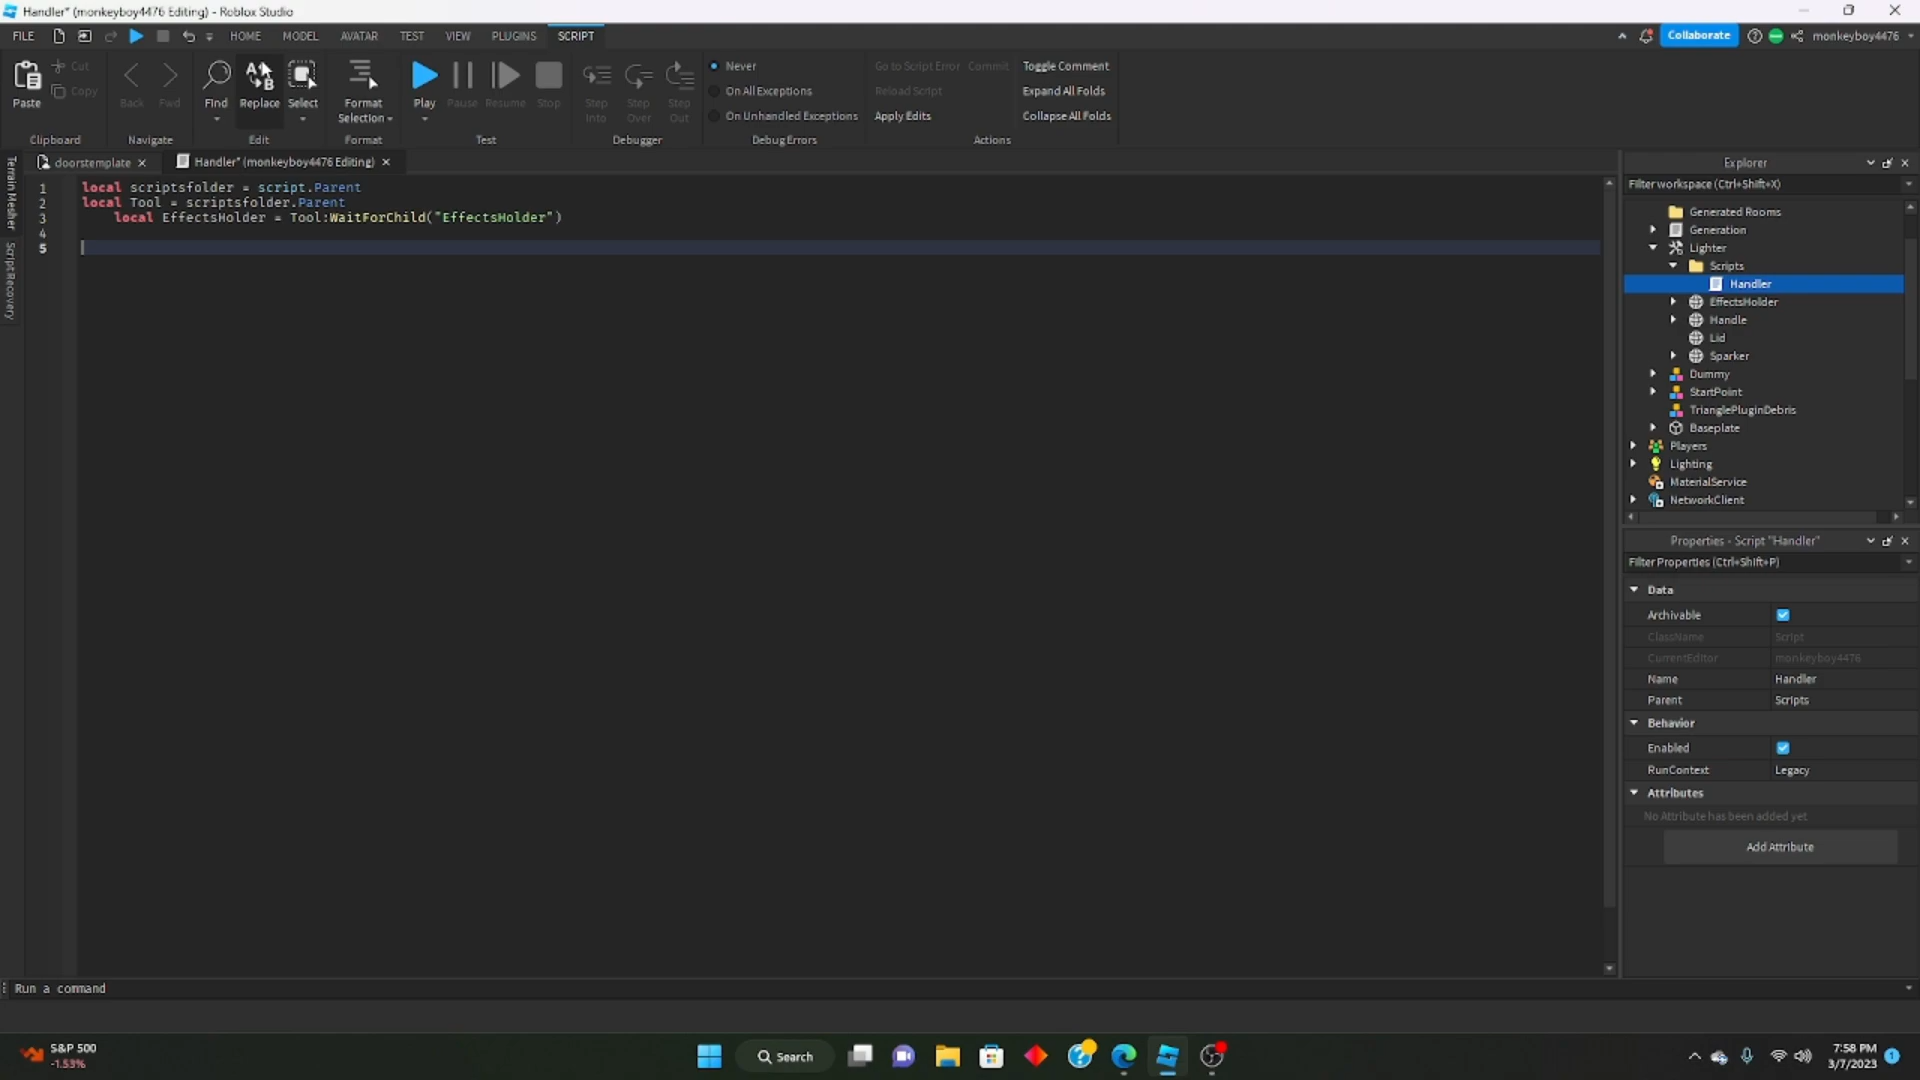 Handler* (monkeyboy4476 Editing) - Roblox Studio
FILE HOME MODEL AVATAR TEST VIEW PLUGINS SCRIPT Collaborate monkeyboy4476
Paste Cut Copy
Clipboard
Back Fwd
Navigate
Find Replace Select
Edit
Format Selection
Format
Play Pause Resume Stop
Test
Step Into Step Over Step Out
Debugger
Never
On All Exceptions
On Unhandled Exceptions
Debug Errors
Go to Script Error Commit Toggle Comment
Reload Script Expand All Folds
Apply Edits Collapse All Folds
Actions
Terrain Mesher
Script Recovery
doorstemplate Handler* (monkeyboy4476 Editing)
1 local scriptsfolder = script.Parent
2 local Tool = scriptsfolder.Parent
3 local EffectsHolder = Tool:WaitForChild("EffectsHolder")
4
5
Explorer
Filter workspace (Ctrl+Shift+X)
Generated Rooms
Generation
Lighter
Scripts
Handler
EffectsHolder
Handle
Lid
Sparker
Dummy
StartPoint
TrianglePluginDebris
Baseplate
Players
Lighting
MaterialService
NetworkClient
Properties - Script "Handler"
Filter Properties (Ctrl+Shift+P)
Data
Archivable
ClassName Script
CurrentEditor monkeyboy4476
Name Handler
Parent Scripts
Behavior
Enabled
RunContext Legacy
Attributes
No Attribute has been added yet
Add Attribute
Run a command
S&P 500
-1.53%
Search
7:58 PM
3/7/2023
1